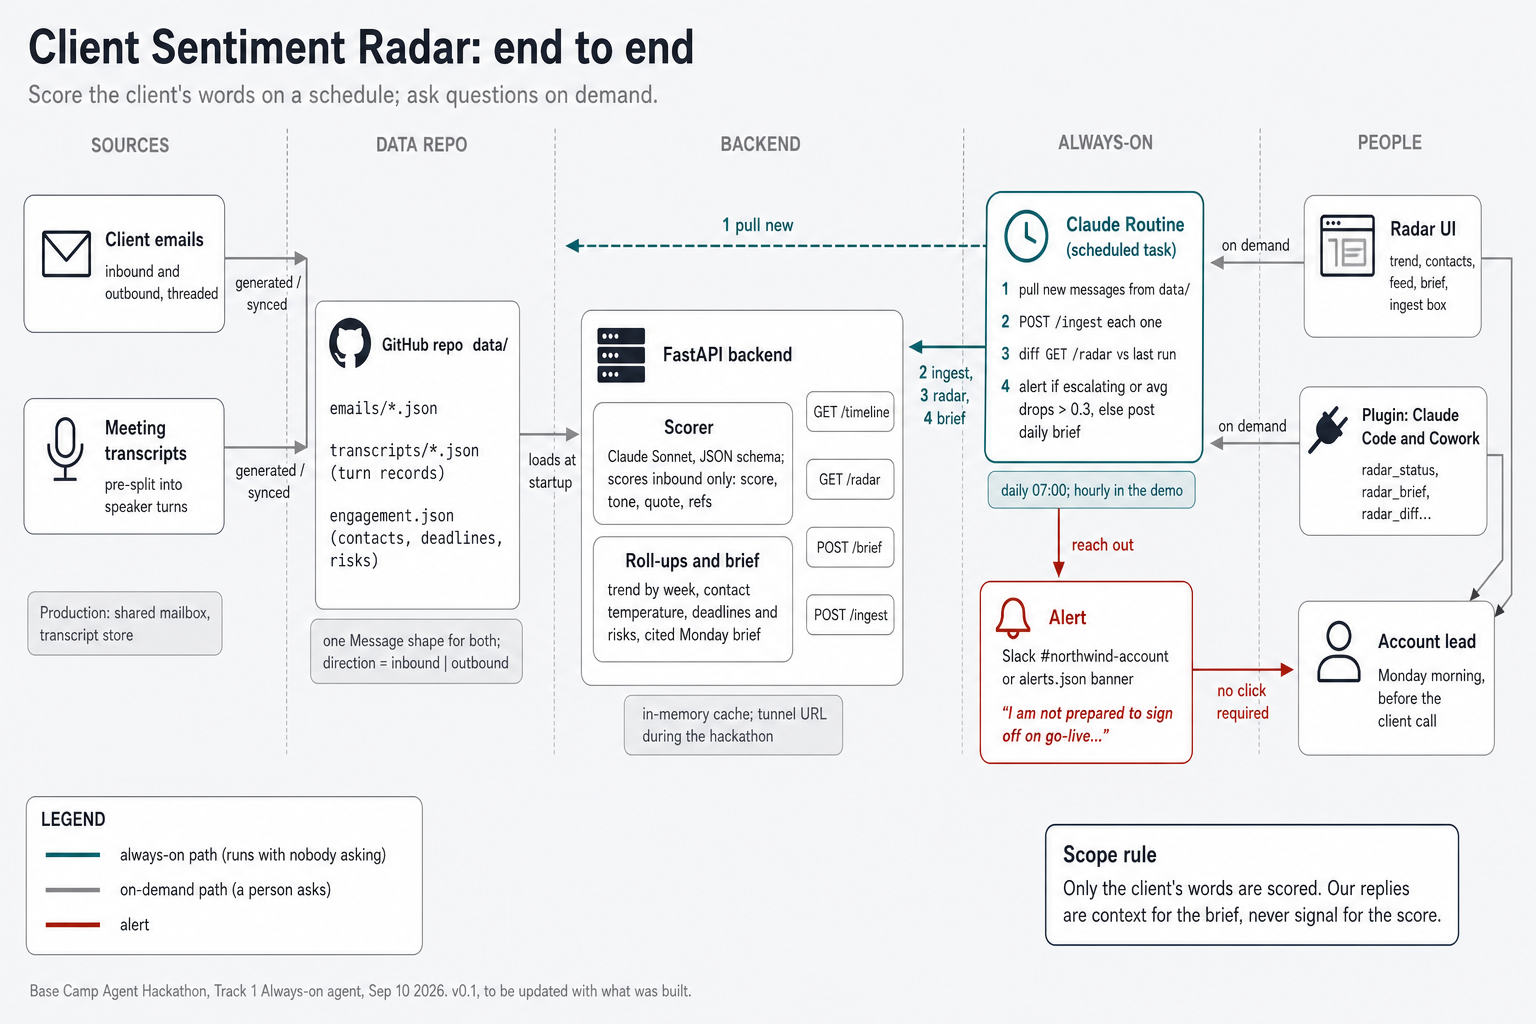 Client Sentiment Radar: end to end
Score the client's words on a schedule; ask questions on demand.
SOURCES
DATA REPO
BACKEND
ALWAYS-ON
PEOPLE
Client emails
inbound and
outbound, threaded
generated /
synced
Meeting
transcripts
pre-split into
speaker turns
generated /
synced
Production: shared mailbox,
transcript store
GitHub repo data/
emails/*.json
transcripts/*.json
(turn records)
engagement.json
(contacts, deadlines,
risks)
one Message shape for both;
direction = inbound | outbound
loads at
startup
1 pull new
FastAPI backend
Scorer
Claude Sonnet, JSON schema;
scores inbound only: score,
tone, quote, refs
Roll-ups and brief
trend by week, contact
temperature, deadlines and
risks, cited Monday brief
GET /timeline
GET /radar
POST /brief
POST /ingest
in-memory cache; tunnel URL
during the hackathon
2 ingest,
3 radar,
4 brief
Claude Routine
(scheduled task)
1 pull new messages from data/
2 POST /ingest each one
3 diff GET /radar vs last run
4 alert if escalating or avg
drops > 0.3, else post
daily brief
daily 07:00; hourly in the demo
reach out
Alert
Slack #northwind-account
or alerts.json banner
“I am not prepared to sign
off on go-live...”
no click
required
on demand
on demand
Radar UI
trend, contacts,
feed, brief,
ingest box
Plugin: Claude
Code and Cowork
radar_status,
radar_brief,
radar_diff...
Account lead
Monday morning,
before the
client call
LEGEND
always-on path (runs with nobody asking)
on-demand path (a person asks)
alert
Scope rule
Only the client's words are scored. Our replies
are context for the brief, never signal for the score.
Base Camp Agent Hackathon, Track 1 Always-on agent, Sep 10 2026. v0.1, to be updated with what was built.